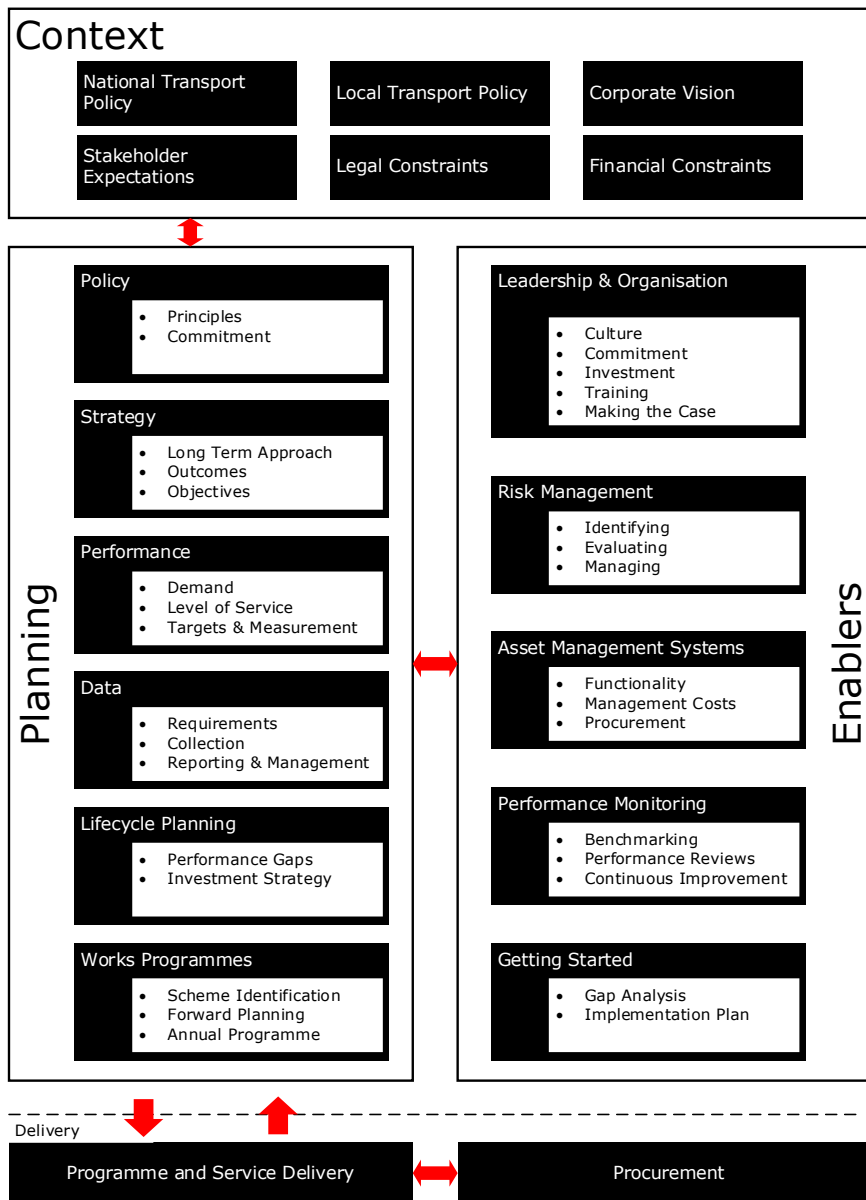 Context
National Transport
Policy
Local Transport Policy
Corporate Vision
Stakeholder
Expectations
Legal Constraints
Financial Constraints
Planning
Policy
• Principles
• Commitment
Strategy
• Long Term Approach
• Outcomes
• Objectives
Performance
• Demand
• Level of Service
• Targets & Measurement
Data
• Requirements
• Collection
• Reporting & Management
Lifecycle Planning
• Performance Gaps
• Investment Strategy
Works Programmes
• Scheme Identification
• Forward Planning
• Annual Programme
Enablers
Leadership & Organisation
• Culture
• Commitment
• Investment
• Training
• Making the Case
Risk Management
• Identifying
• Evaluating
• Managing
Asset Management Systems
• Functionality
• Management Costs
• Procurement
Performance Monitoring
• Benchmarking
• Performance Reviews
• Continuous Improvement
Getting Started
• Gap Analysis
• Implementation Plan
Delivery
Programme and Service Delivery
Procurement